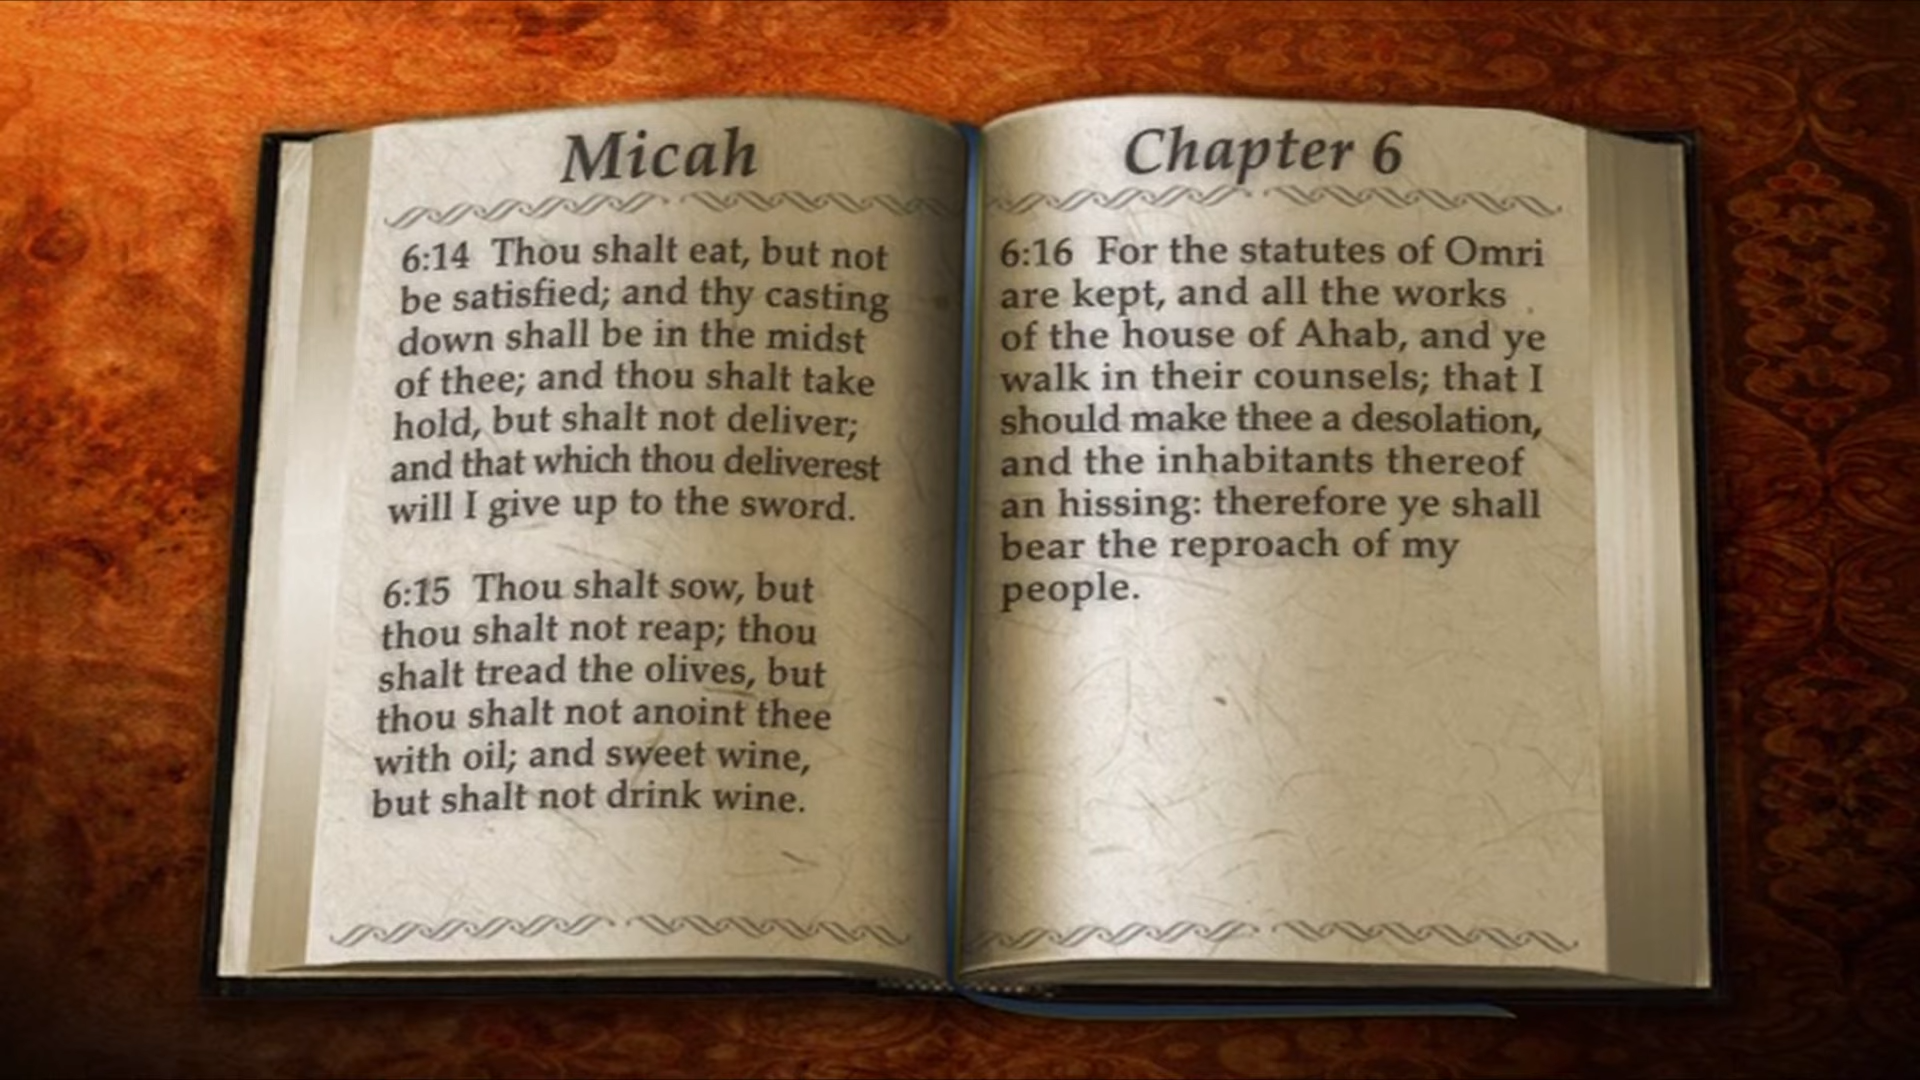 Micah
6:14 Thou shalt eat, but not
be satisfied; and thy casting
down shall be in the midst
of thee; and thou shalt take
hold, but shalt not deliver;
and that which thou deliverest
will I give up to the sword.
6:15 Thou shalt sow, but
thou shalt not reap; thou
shalt tread the olives, but
thou shalt not anoint thee
with oil; and sweet wine,
but shalt not drink wine.
Chapter 6
6:16 For the statutes of Omri
are kept, and all the works
of the house of Ahab, and ye
walk in their counsels; that I
should make thee a desolation,
and the inhabitants thereof
an hissing: therefore ye shall
bear the reproach of my
people.